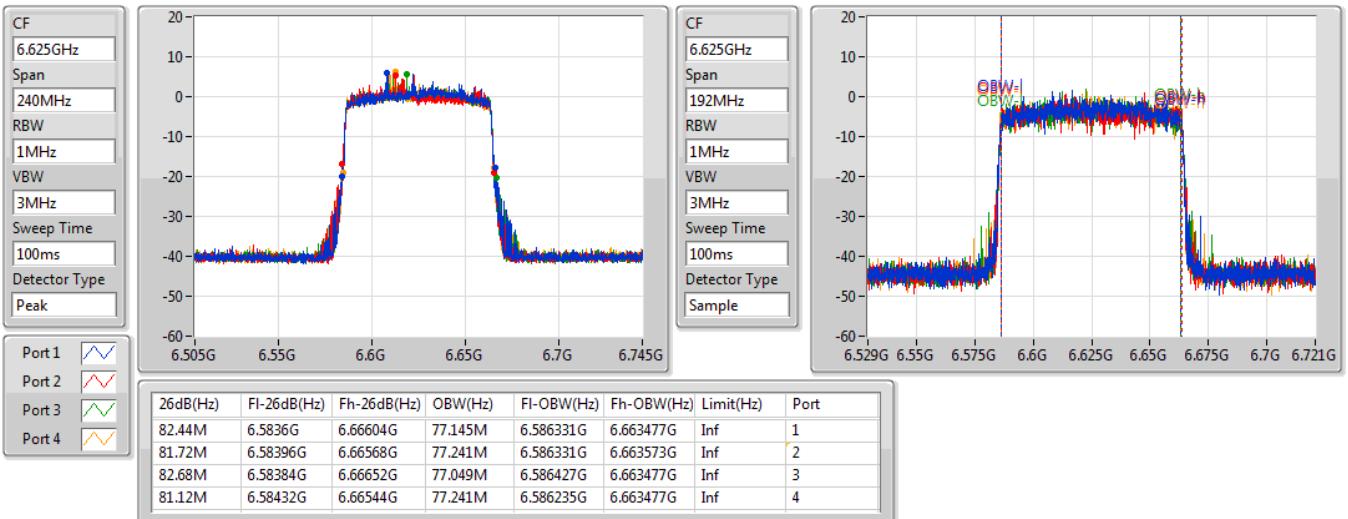 CF
6.625GHz
Span
240MHz
RBW
1MHz
VBW
3MHz
Sweep Time
100ms
Detector Type
Peak
20
10
0
-10
-20
-30
-40
-50
-60
6.505G 6.55G 6.6G 6.65G 6.7G 6.745G
CF
6.625GHz
Span
192MHz
RBW
1MHz
VBW
3MHz
Sweep Time
100ms
Detector Type
Sample
20
10
0
-10
-20
-30
-40
-50
-60
OBW-l
OBW-h
OBW-l
OBW-h
6.529G 6.55G 6.575G 6.6G 6.625G 6.65G 6.675G 6.7G 6.721G
Port 1
Port 2
Port 3
Port 4
26dB(Hz) Fl-26dB(Hz) Fh-26dB(Hz) OBW(Hz) Fl-OBW(Hz) Fh-OBW(Hz) Limit(Hz) Port
82.44M 6.5836G 6.66604G 77.145M 6.586331G 6.663477G Inf 1
81.72M 6.58396G 6.66568G 77.241M 6.586331G 6.663573G Inf 2
82.68M 6.58384G 6.66652G 77.049M 6.586427G 6.663477G Inf 3
81.12M 6.58432G 6.66544G 77.241M 6.586235G 6.663477G Inf 4